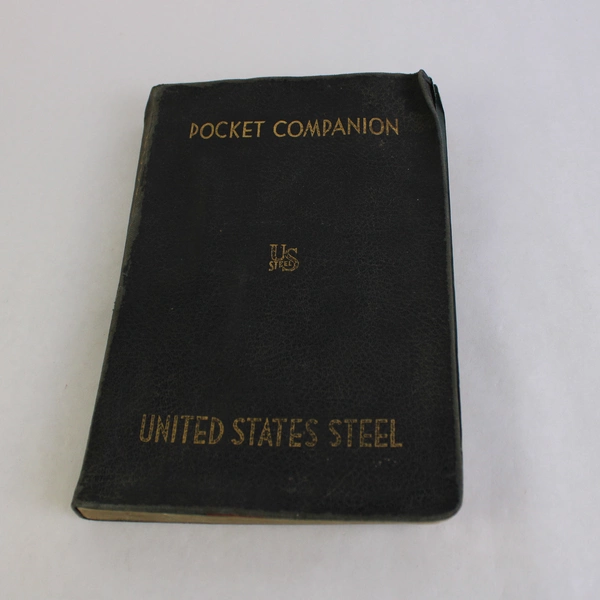 POCKET COMPANION
US
STEEL
UNITED STATES STEEL